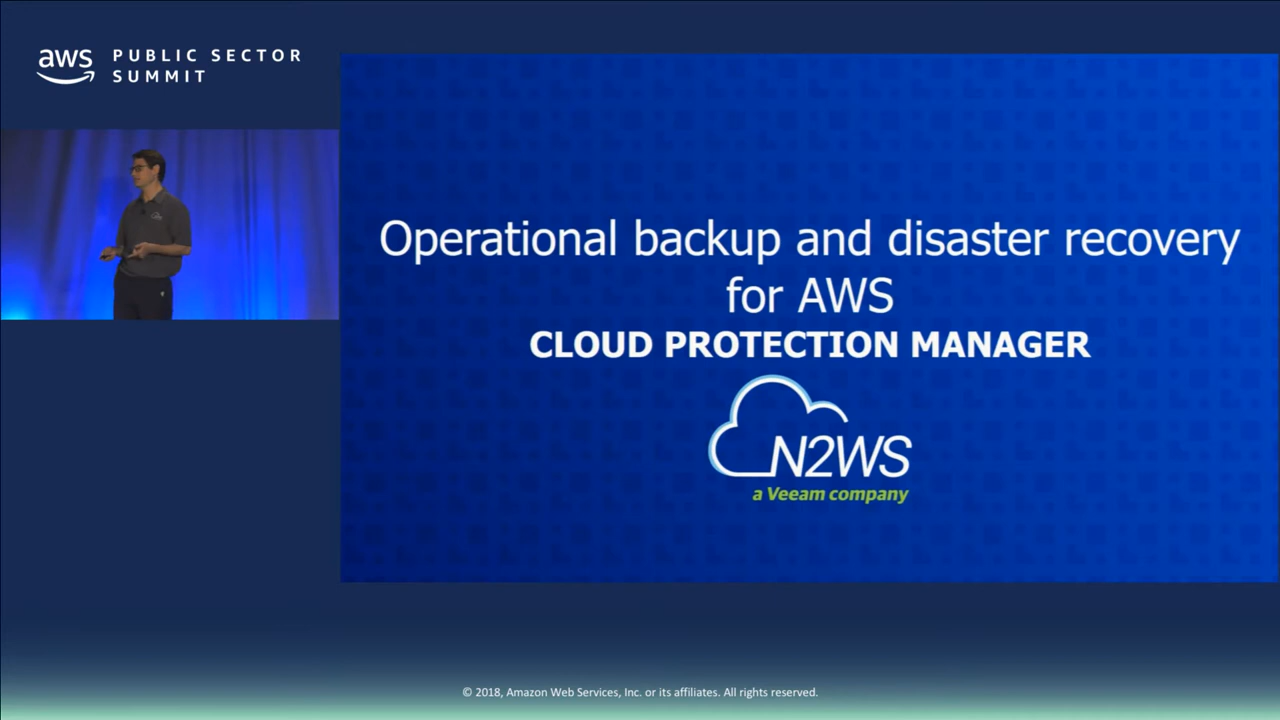 aws PUBLIC SECTOR
SUMMIT
Operational backup and disaster recovery
for AWS
CLOUD PROTECTION MANAGER
N2WS
a Veeam company
© 2018, Amazon Web Services, Inc. or its affiliates. All rights reserved.